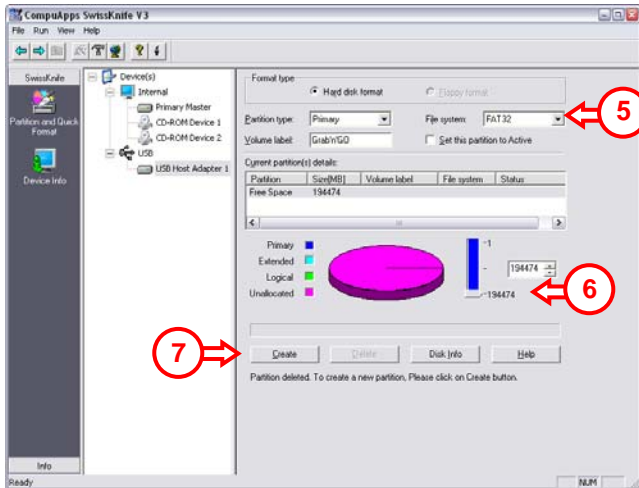 CompuApps SwissKnife V3
File Run View Help
SwissKnife
Partition and Quick
Format
Device Info
Info
Device(s)
Internal
Primary Master
CD-ROM Device 1
CD-ROM Device 2
USB
USB Host Adapter 1
Format type
Hard disk format
Floppy format
Partition type:
Primary
File system:
FAT32
5
Volume label:
Grab'n'GO
Set this partition to Active
Current partition(s) details:
Partition Size[MB] Volume label File system Status
Free Space 194474
Primary
Extended
Logical
Unallocated
-1
-
-194474
194474
6
7
Create
Delete
Disk Info
Help
Partition deleted. To create a new partition, Please click on Create button.
Ready
NUM